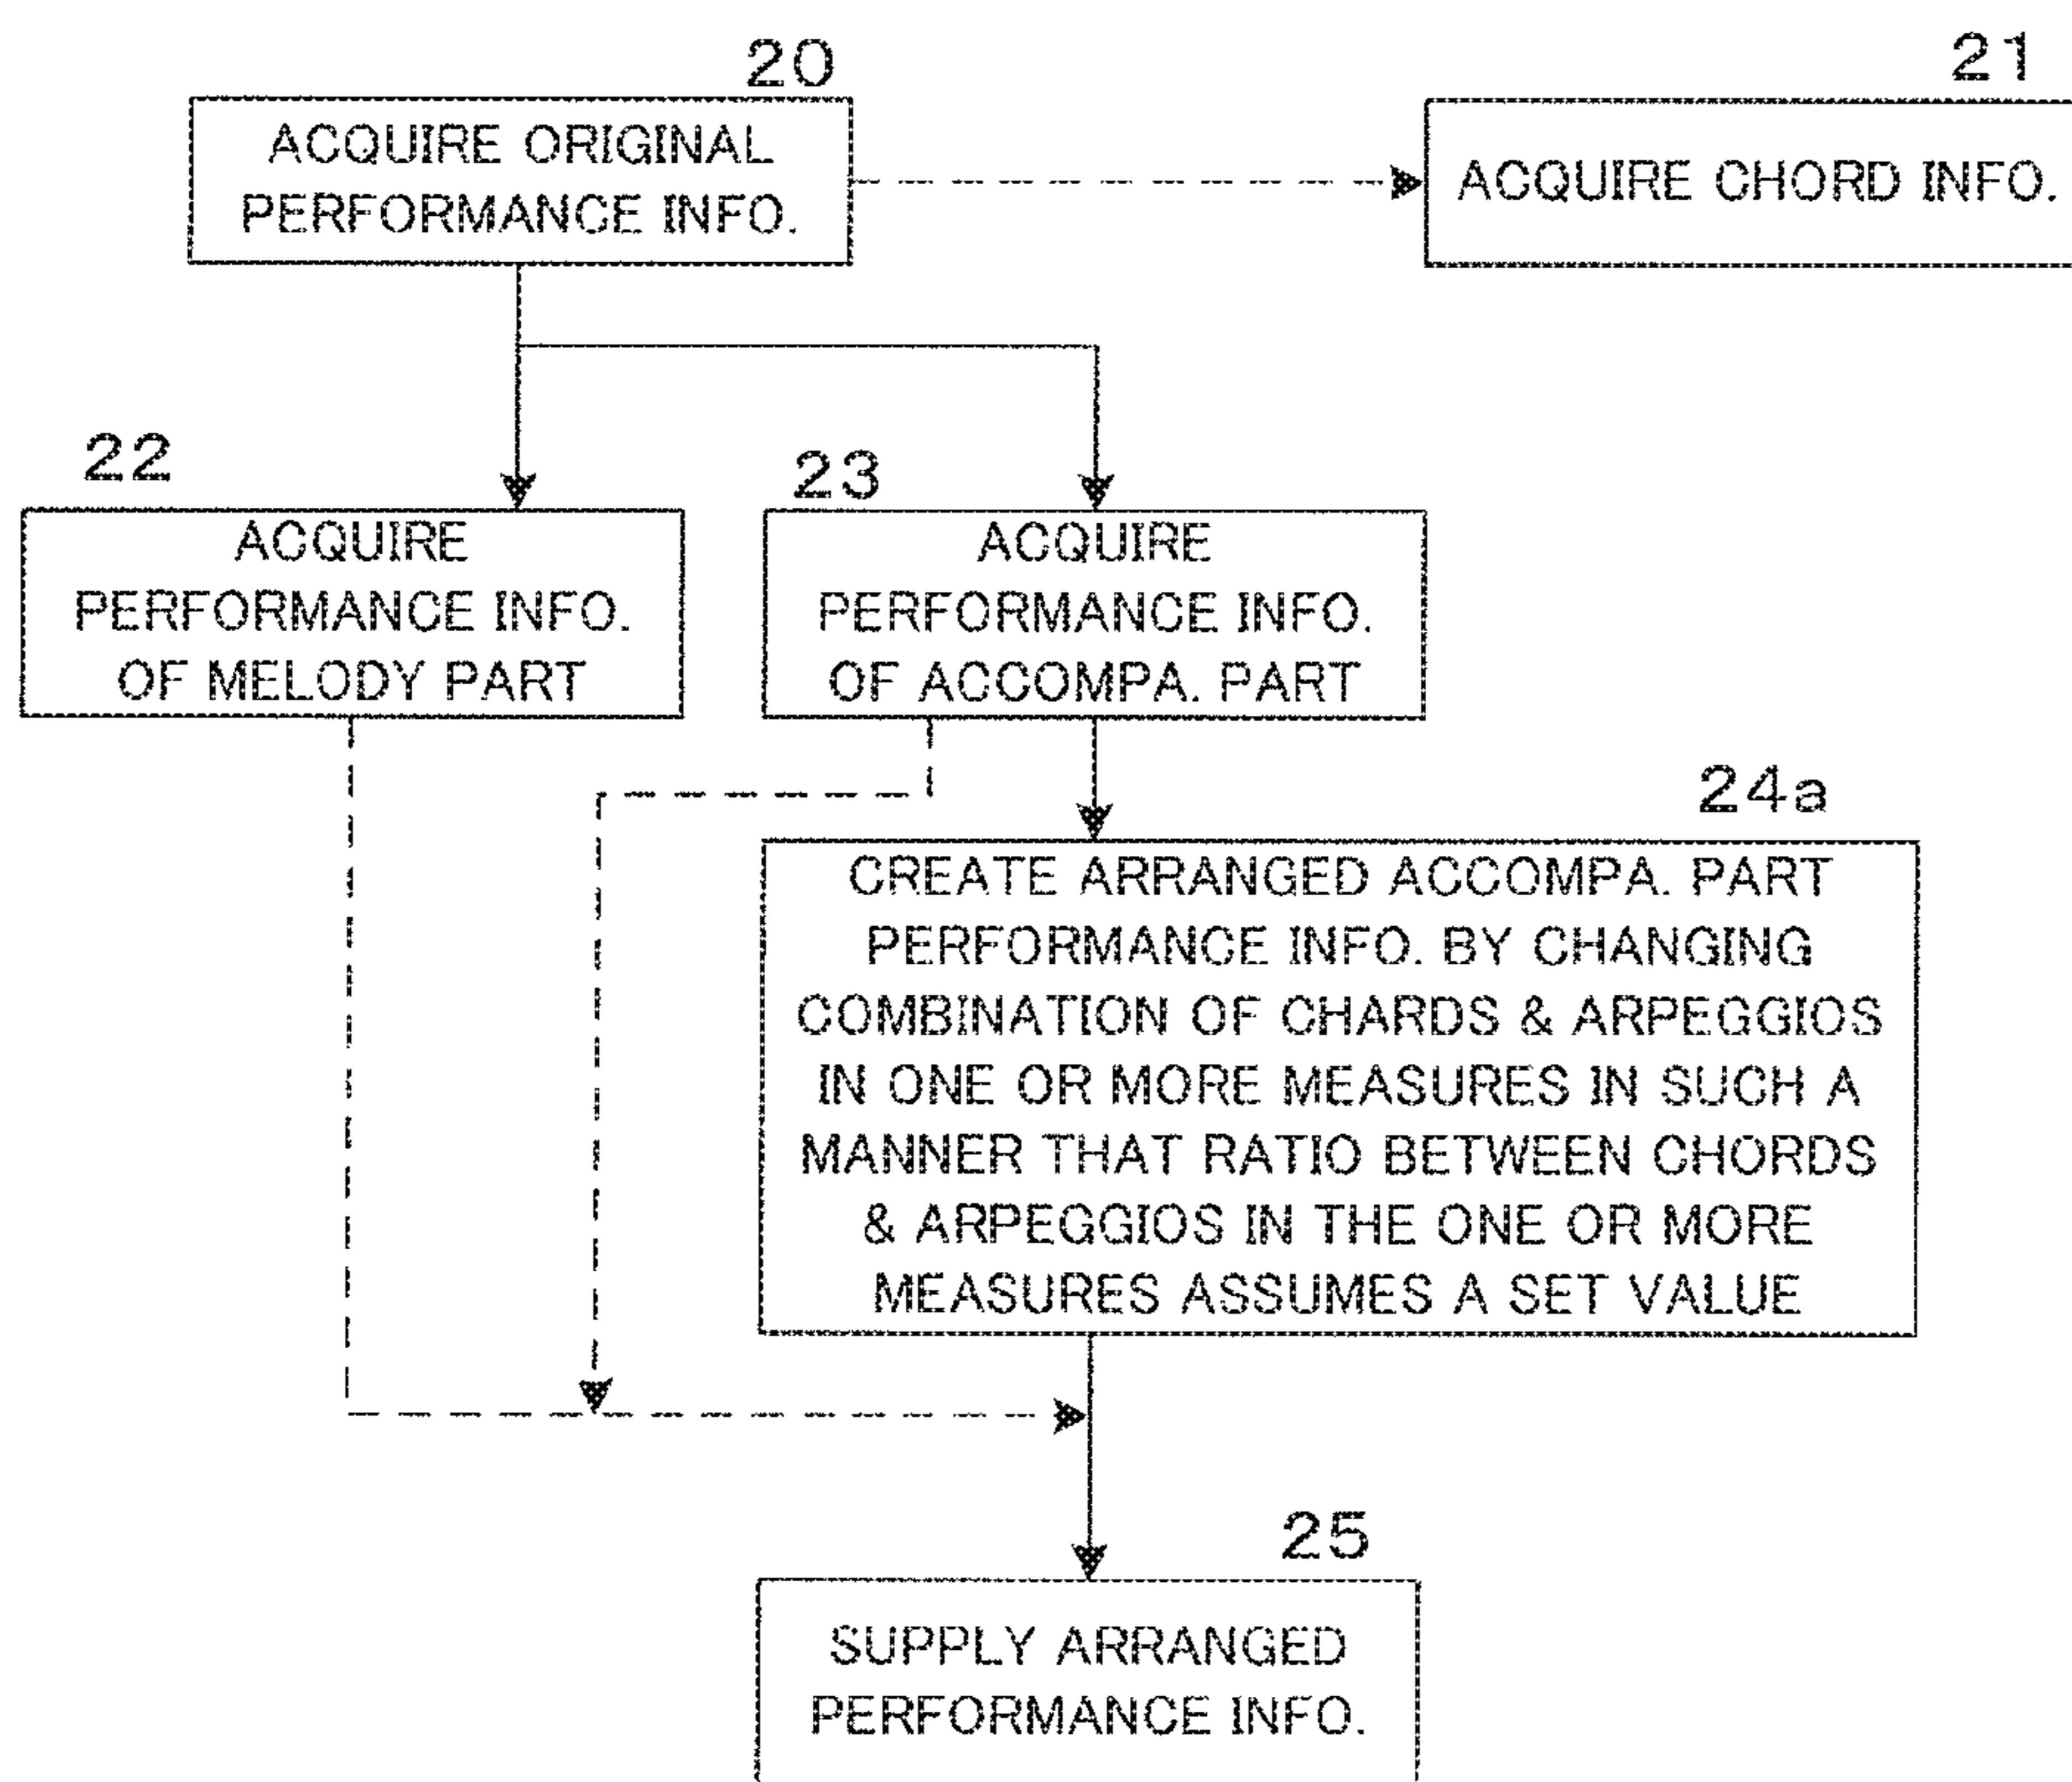 20
ACQUIRE ORIGINAL
PERFORMANCE INFO.
21
ACQUIRE CHORD INFO.
22
ACQUIRE
PERFORMANCE INFO.
OF MELODY PART
23
ACQUIRE
PERFORMANCE INFO.
OF ACCOMPA. PART
24a
CREATE ARRANGED ACCOMPA. PART
PERFORMANCE INFO. BY CHANGING
COMBINATION OF CHARDS & ARPEGGIOS
IN ONE OR MORE MEASURES IN SUCH A
MANNER THAT RATIO BETWEEN CHORDS
& ARPEGGIOS IN THE ONE OR MORE
MEASURES ASSUMES A SET VALUE
25
SUPPLY ARRANGED
PERFORMANCE INFO.